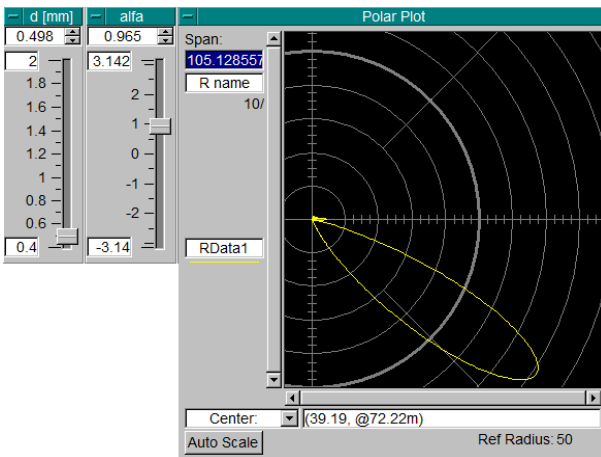 d [mm]
alfa
Polar Plot
0.498
0.965
Span:
2
3.142
105.128557
1.8
R name
1.6
2
10/
1.4
1
1.2
0
1
-1
0.8
-2
0.6
0.4
-3.14
RData1
Center:
(39.19, @72.22m)
Auto Scale
Ref Radius: 50